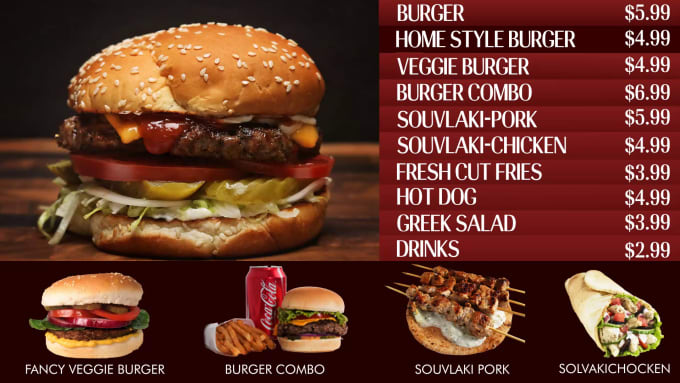 BURGER $5.99
HOME STYLE BURGER $4.99
VEGGIE BURGER $4.99
BURGER COMBO $6.99
SOUVLAKI-PORK $5.99
SOUVLAKI-CHICKEN $4.99
FRESH CUT FRIES $3.99
HOT DOG $4.99
GREEK SALAD $3.99
DRINKS $2.99
Coca-Cola
FANCY VEGGIE BURGER
BURGER COMBO
SOUVLAKI PORK
SOLVAKICHOCKEN